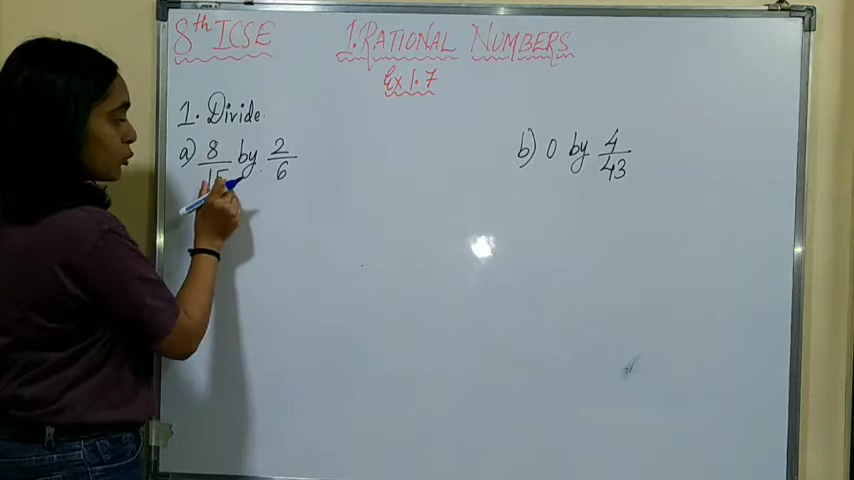 8th ICSE
1. RATIONAL NUMBERS
Ex 1.7
1. Divide.
a) 8/15 by 2/6
b) 0 by 4/43